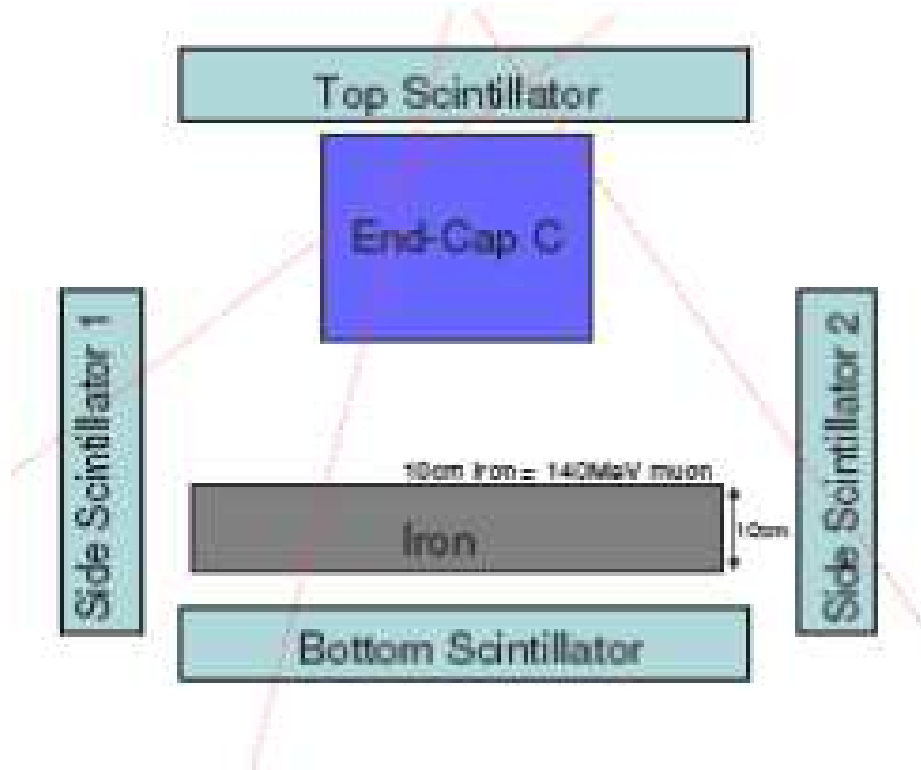 Top Scintillator
End-Cap C
Side Scintillator 1
Side Scintillator 2
10cm Iron = 140MeV muon
Iron
10cm
Bottom Scintillator